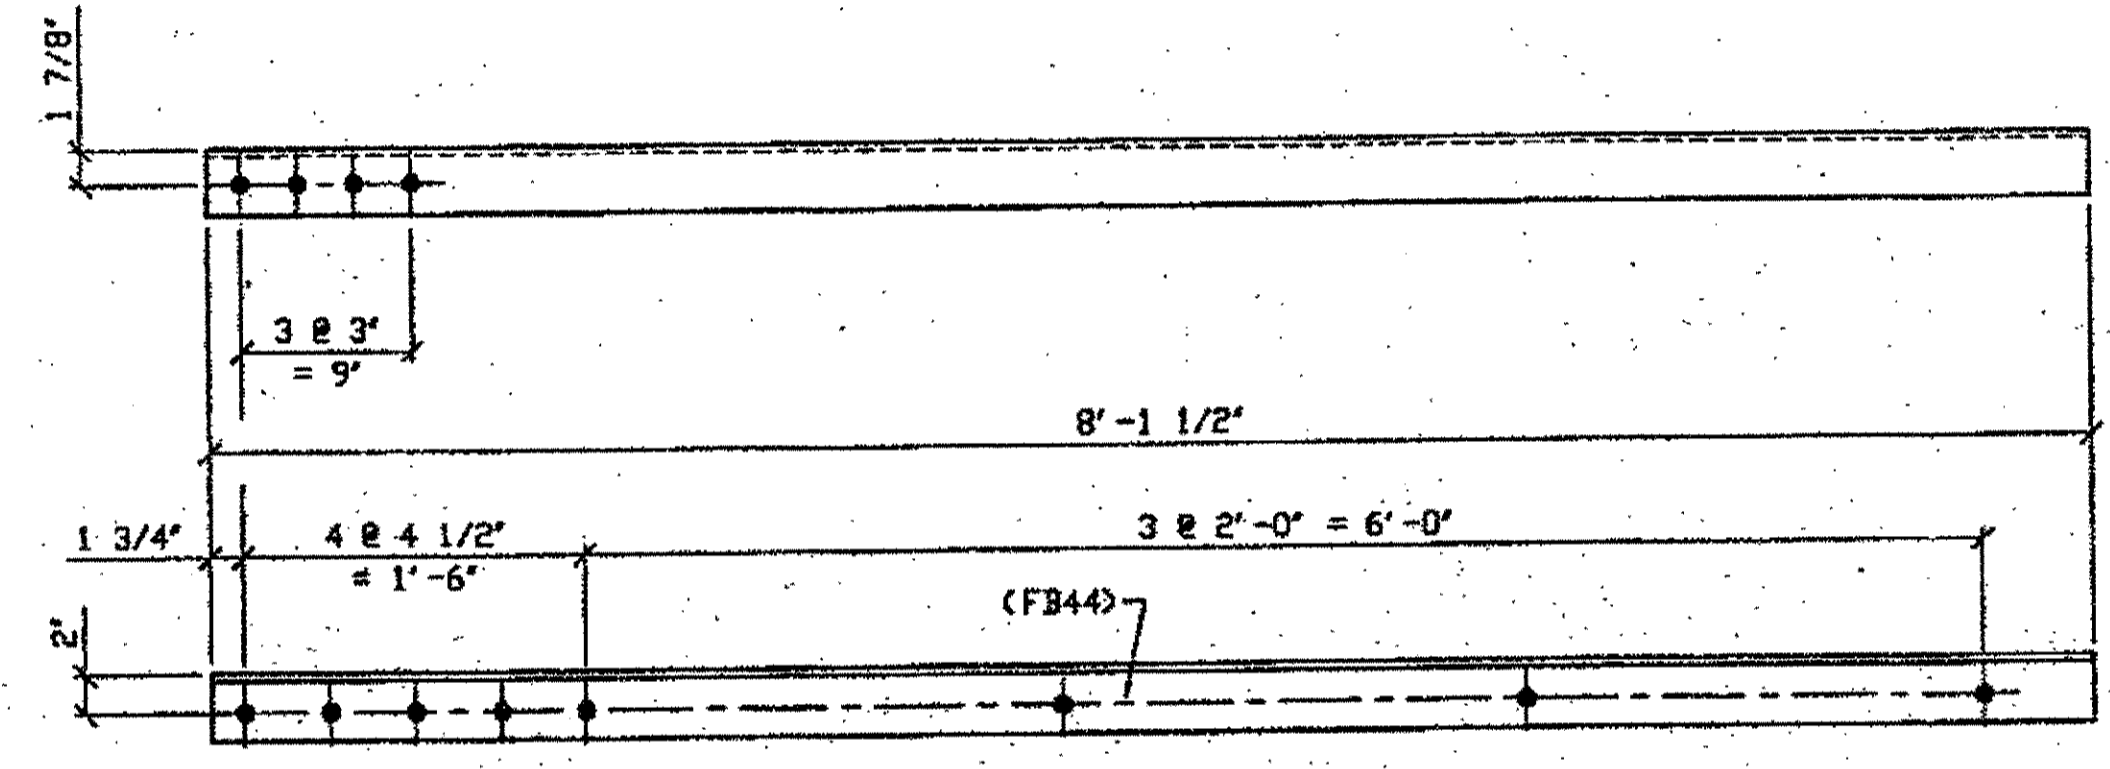 1 7/8"
3 @ 3"
= 9"
8'-1 1/2"
1 3/4"
4 @ 4 1/2"
= 1'-6"
3 @ 2'-0" = 6'-0"
(FB44)
2"